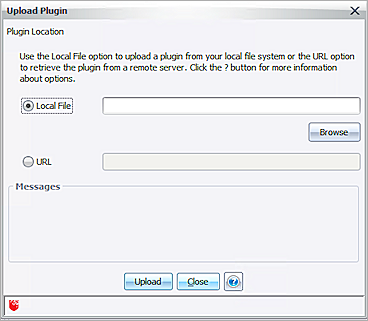 Upload Plugin
Plugin Location
Use the Local File option to upload a plugin from your local file system or the URL option
to retrieve the plugin from a remote server. Click the ? button for more information
about options.
Local File
Browse
URL
Messages
Upload Close ?